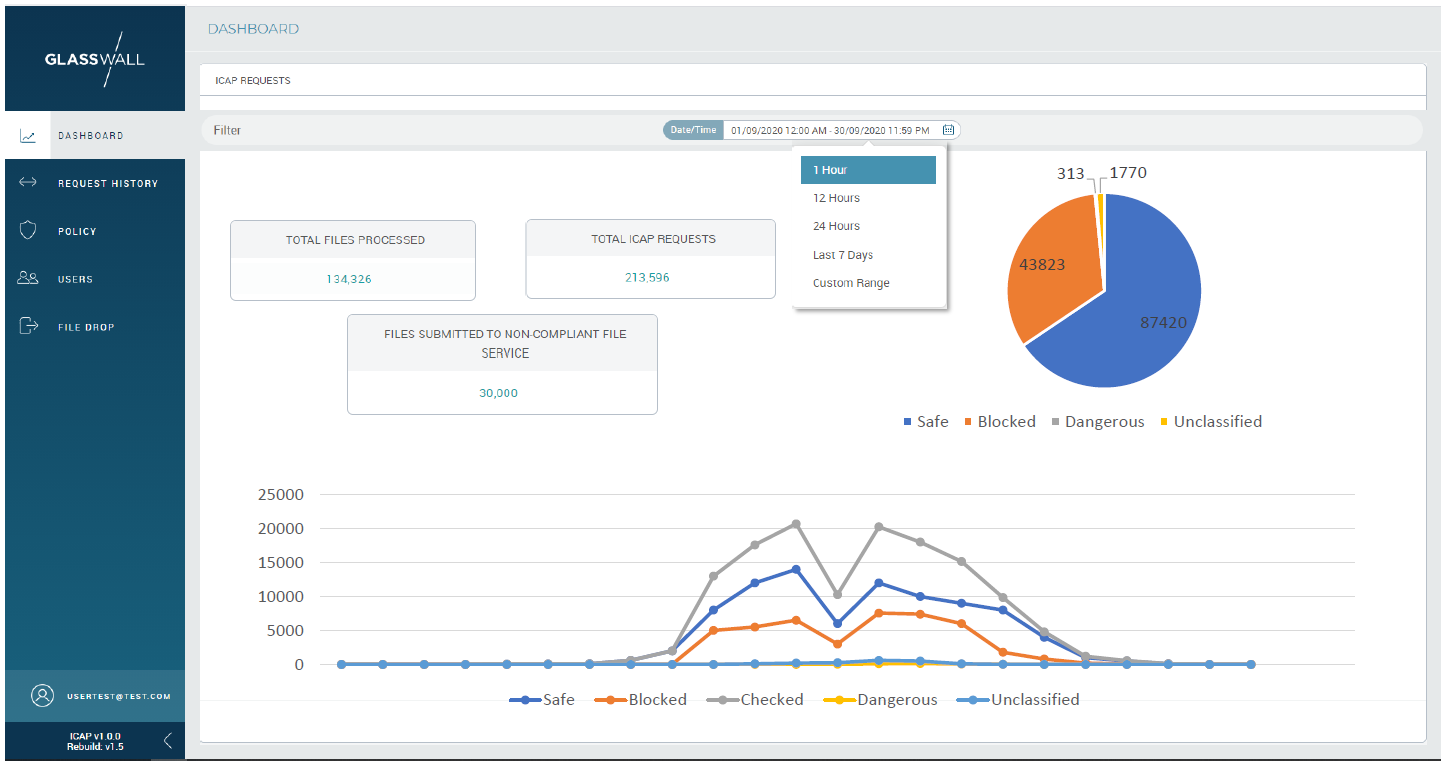 GLASSWALL
DASHBOARD
REQUEST HISTORY
POLICY
USERS
FILE DROP
USERTEST@TEST.COM
ICAP v1.0.0
Rebuild: v1.5
DASHBOARD
ICAP REQUESTS
Filter
Date/Time 01/09/2020 12:00 AM - 30/09/2020 11:59 PM
1 Hour
12 Hours
24 Hours
Last 7 Days
Custom Range
TOTAL FILES PROCESSED
134,326
TOTAL ICAP REQUESTS
213,596
FILES SUBMITTED TO NON-COMPLIANT FILE
SERVICE
30,000
313 1770
43823
87420
Safe Blocked Dangerous Unclassified
25000
20000
15000
10000
5000
0
Safe Blocked Checked Dangerous Unclassified